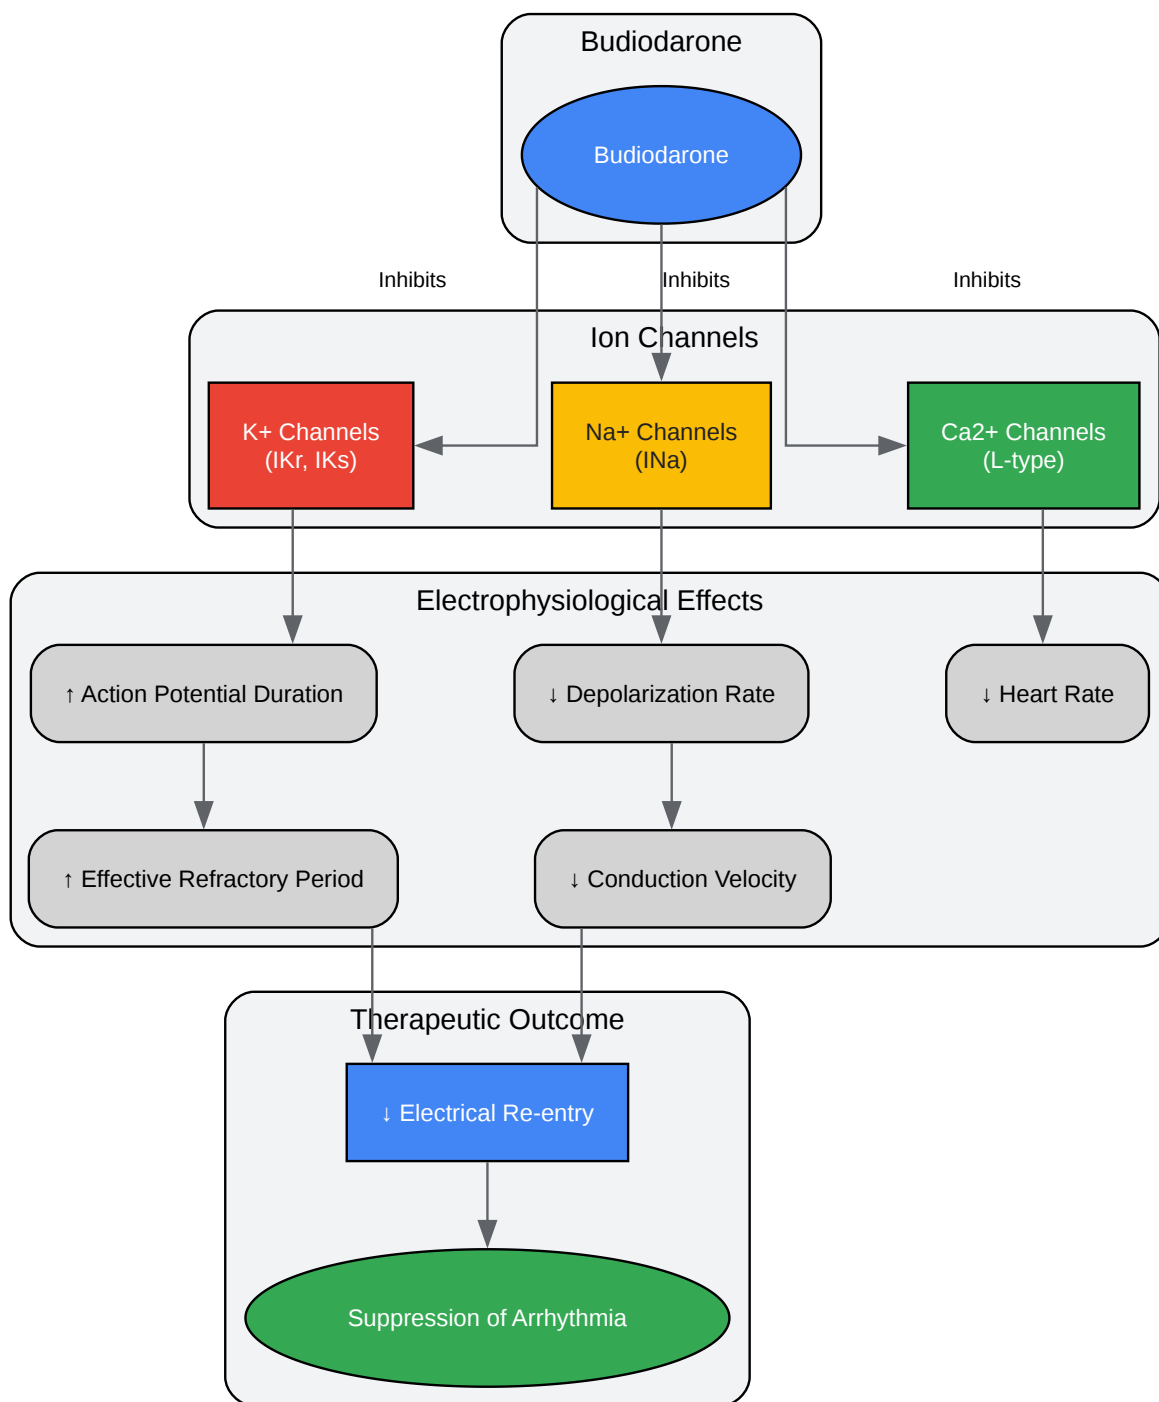 Budiodarone
Budiodarone
Inhibits
Inhibits
Inhibits
Ion Channels
K+ Channels
(IKr, IKs)
Na+ Channels
(INa)
Ca2+ Channels
(L-type)
Electrophysiological Effects
↑ Action Potential Duration
↓ Depolarization Rate
↓ Heart Rate
↑ Effective Refractory Period
↓ Conduction Velocity
Therapeutic Outcome
↓ Electrical Re-entry
Suppression of Arrhythmia